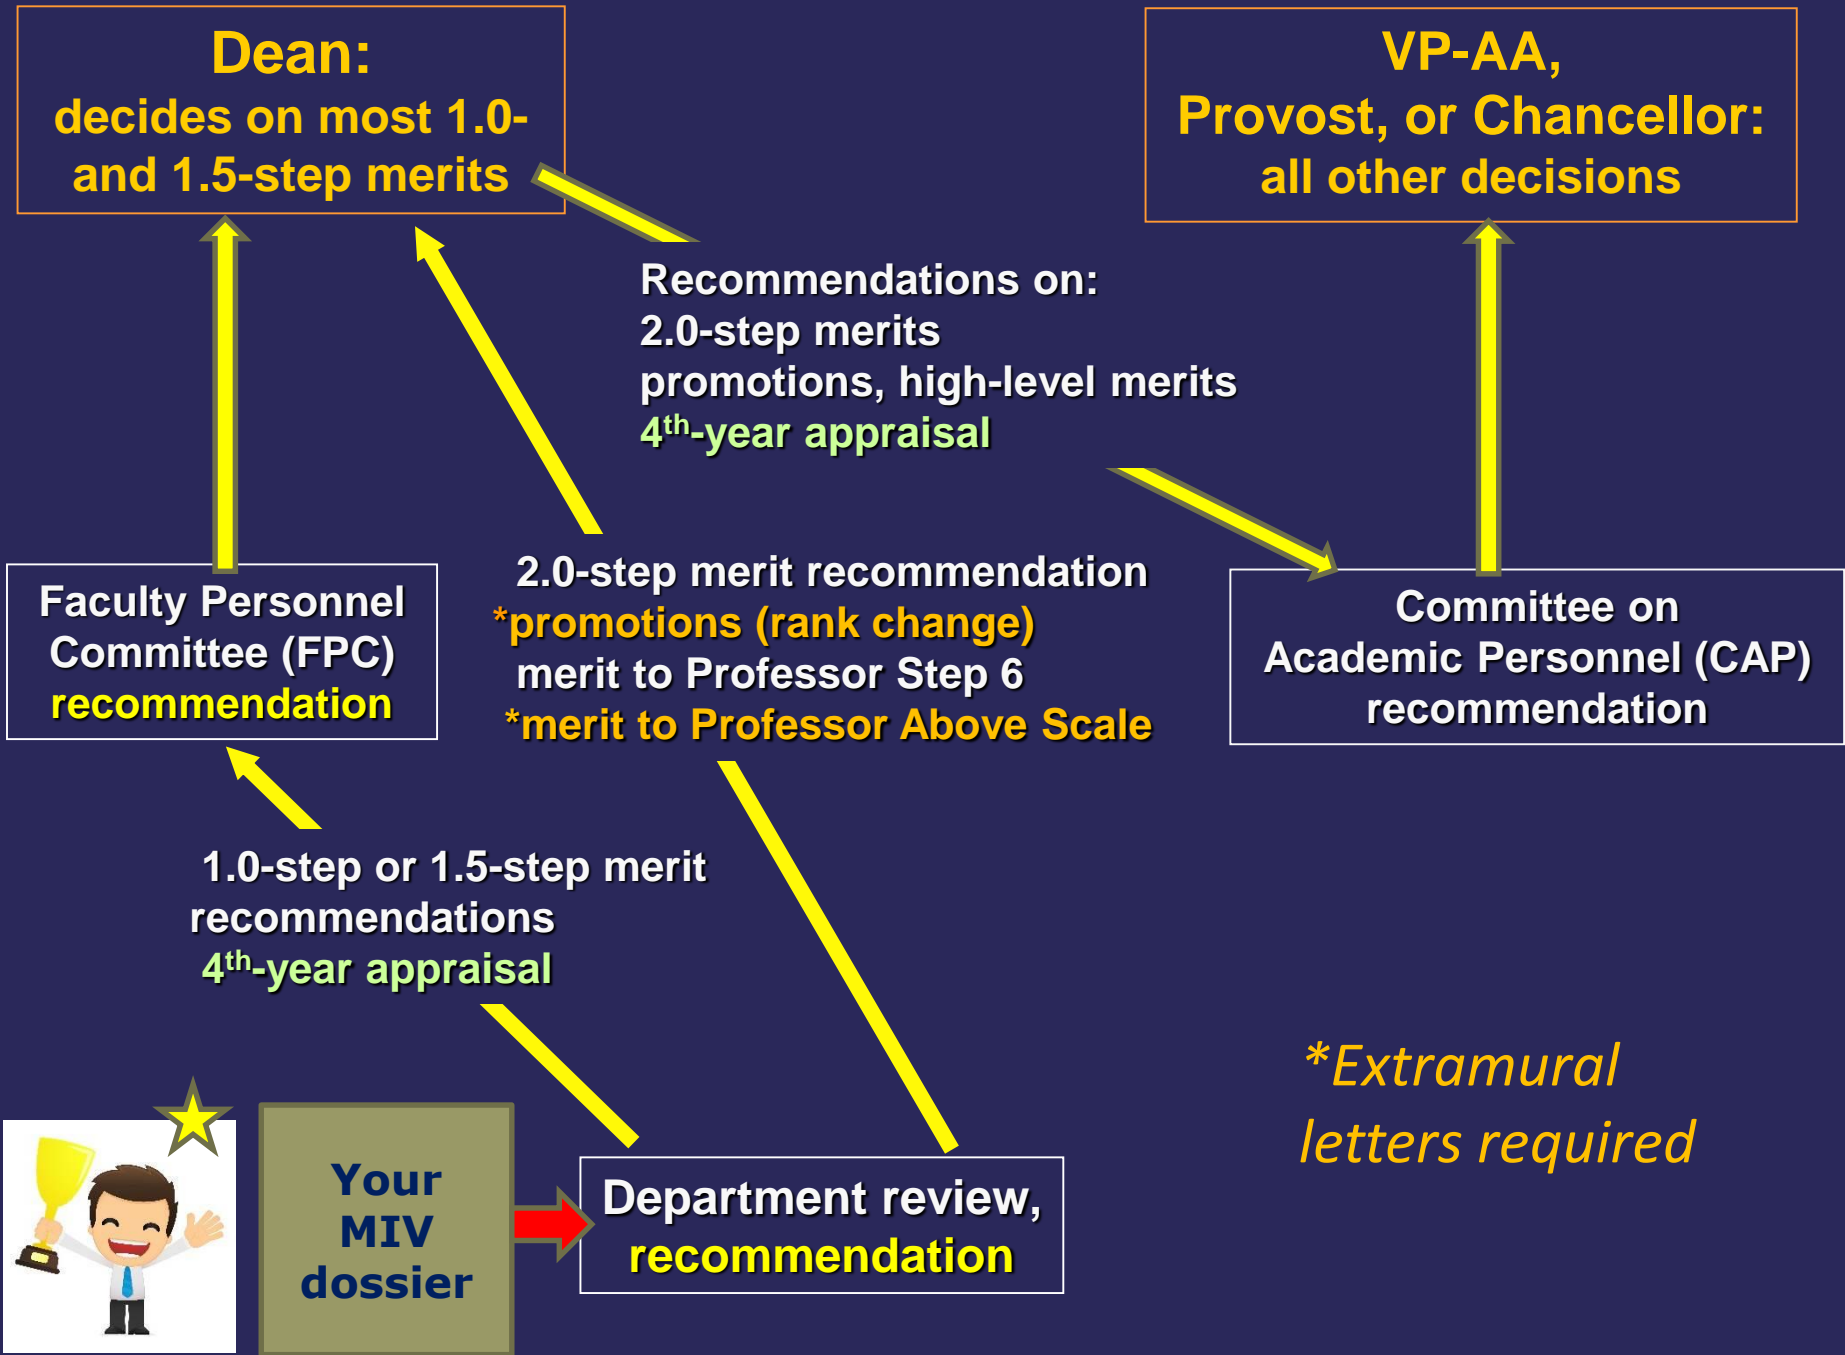 Dean:
decides on most 1.0-
and 1.5-step merits
VP-AA,
Provost, or Chancellor:
all other decisions
Recommendations on:
2.0-step merits
promotions, high-level merits
4th-year appraisal
Faculty Personnel
Committee (FPC)
recommendation
2.0-step merit recommendation
*promotions (rank change)
merit to Professor Step 6
*merit to Professor Above Scale
Committee on
Academic Personnel (CAP)
recommendation
1.0-step or 1.5-step merit
recommendations
4th-year appraisal
*Extramural
letters required
Your
MIV
dossier
Department review,
recommendation